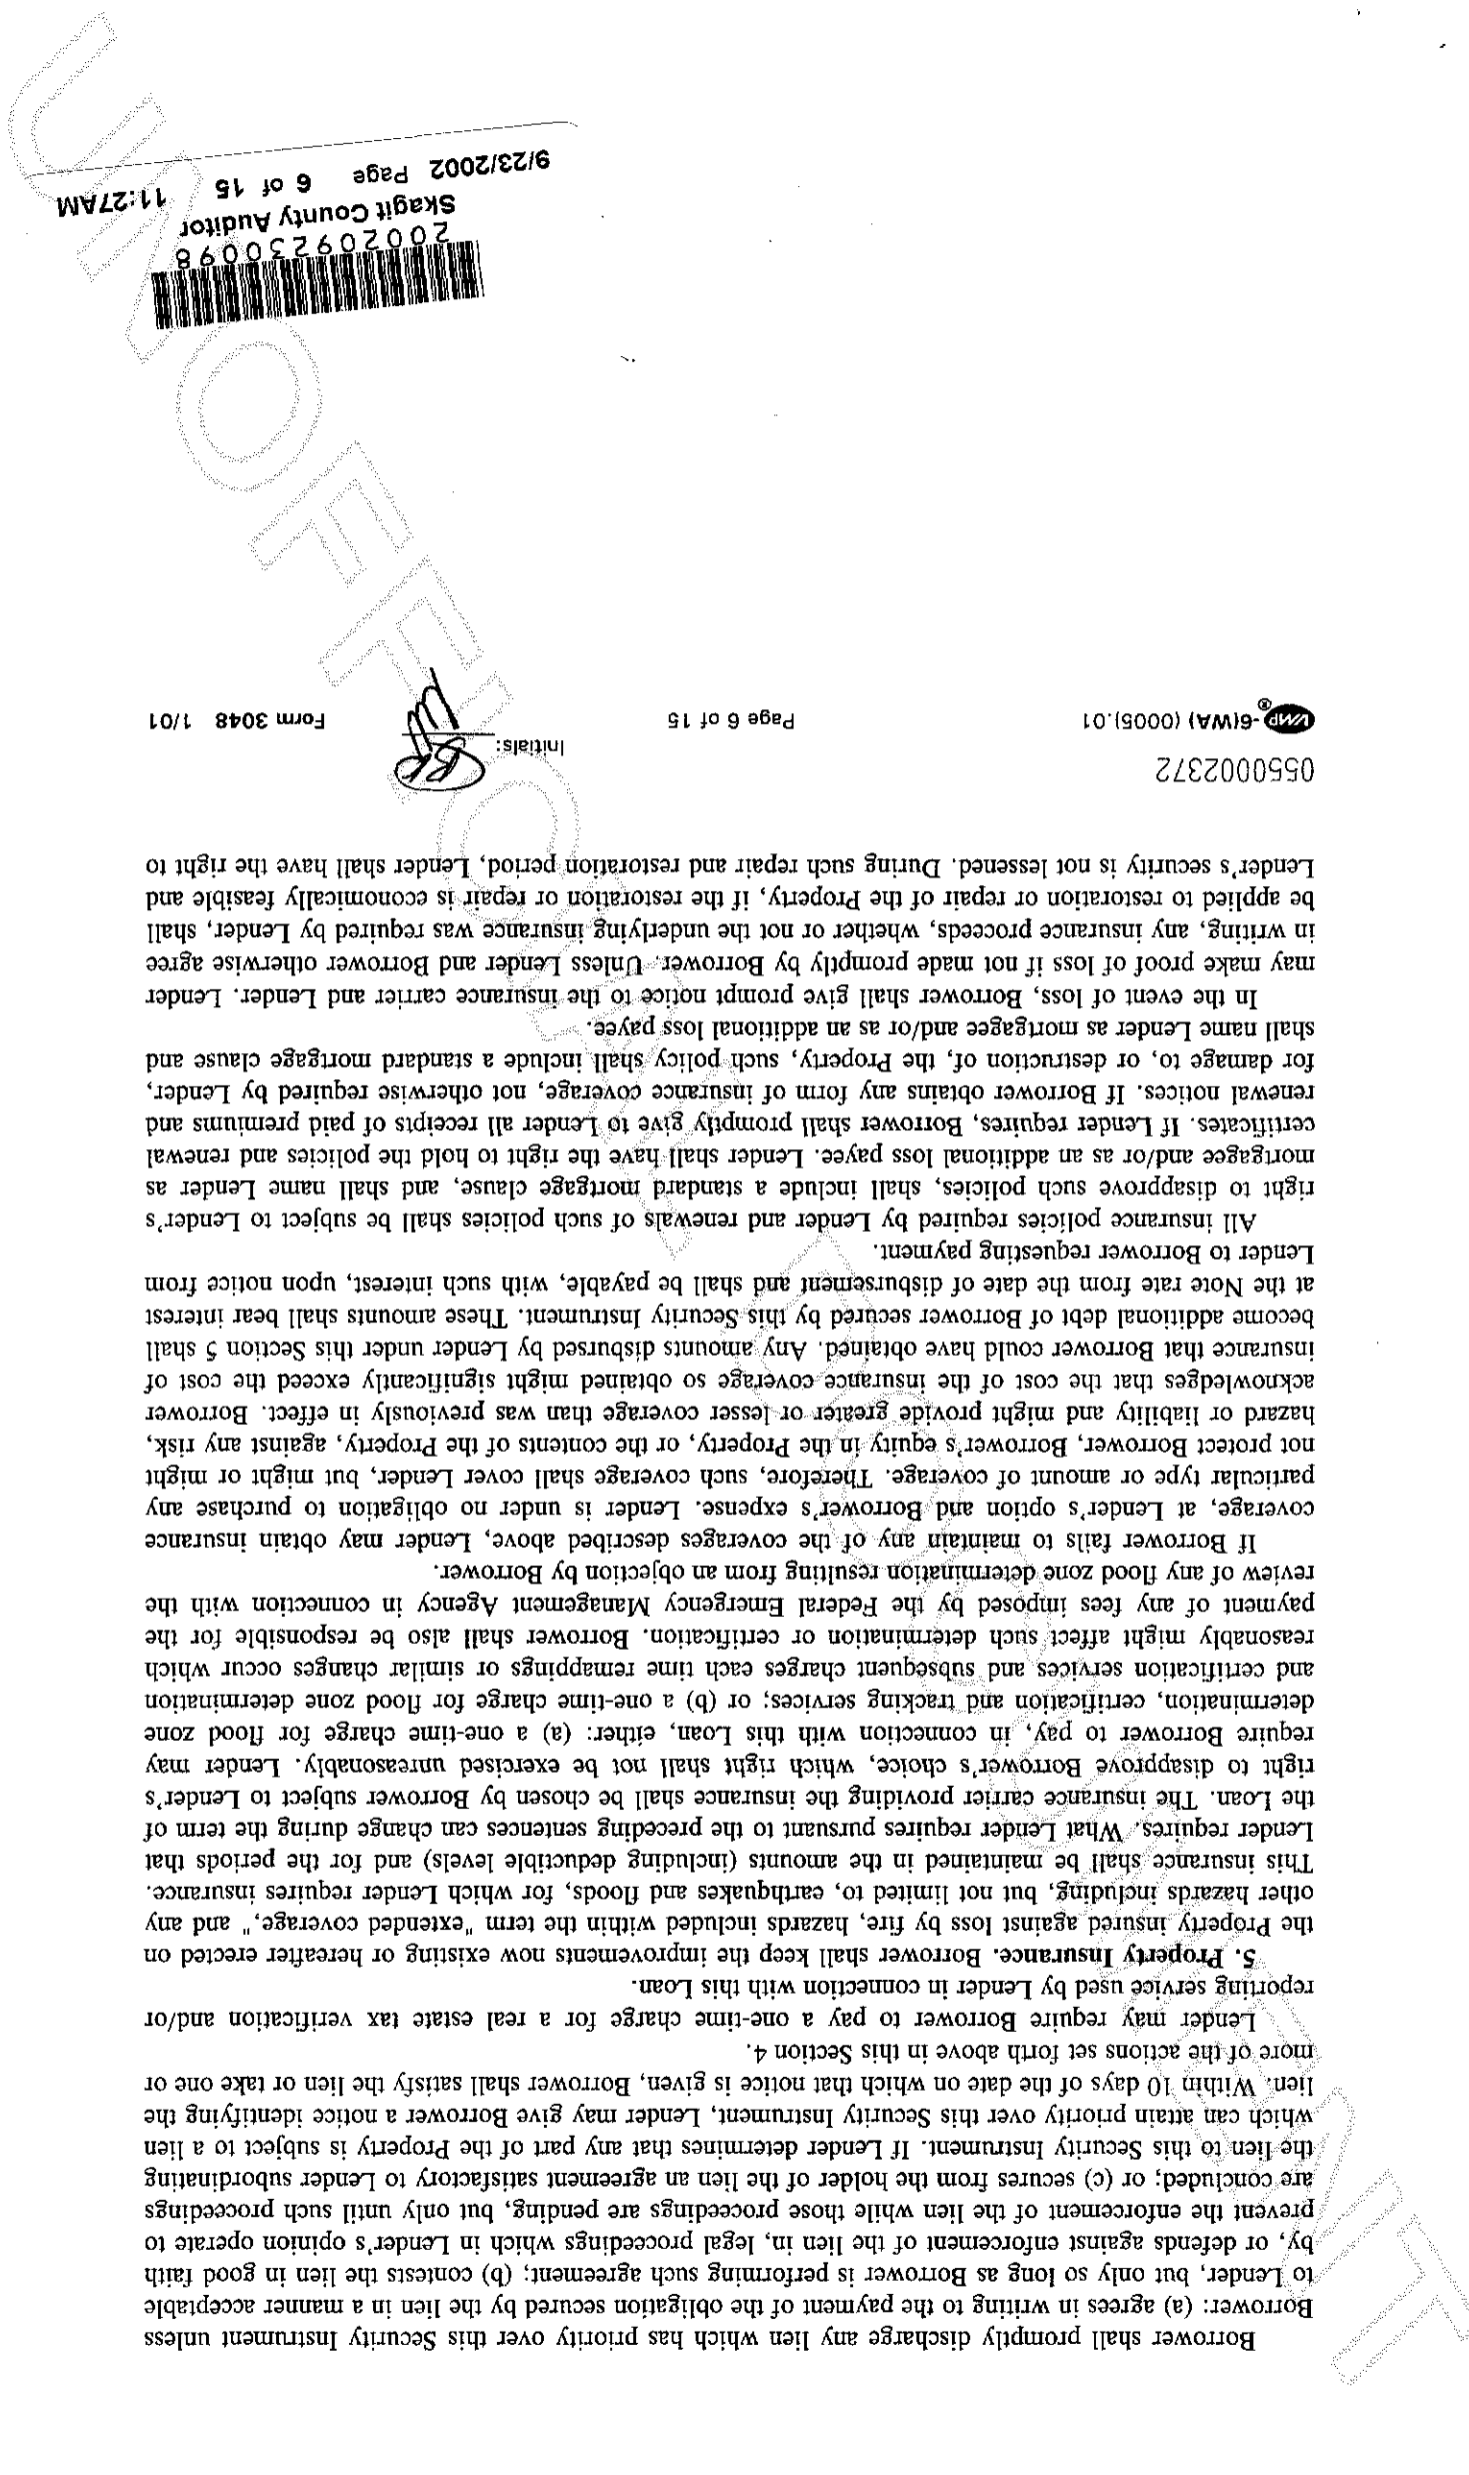 Borrower shall promptly discharge any lien which has priority over this Security Instrument unless
Borrower: (a) agrees in writing to the payment of the obligation secured by the lien in a manner acceptable
to Lender, but only so long as Borrower is performing such agreement; (b) contests the lien in good faith
by, or defends against enforcement of the lien in, legal proceedings which in Lender's opinion operate to
prevent the enforcement of the lien while those proceedings are pending, but only until such proceedings
are concluded; or (c) secures from the holder of the lien an agreement satisfactory to Lender subordinating
the lien to this Security Instrument. If Lender determines that any part of the Property is subject to a lien
which can attain priority over this Security Instrument, Lender may give Borrower a notice identifying the
lien. Within 10 days of the date on which that notice is given, Borrower shall satisfy the lien or take one or
more of the actions set forth above in this Section 4.
Lender may require Borrower to pay a one-time charge for a real estate tax verification and/or
reporting service used by Lender in connection with this Loan.
5. Property Insurance. Borrower shall keep the improvements now existing or hereafter erected on
the Property insured against loss by fire, hazards included within the term "extended coverage," and any
other hazards including, but not limited to, earthquakes and floods, for which Lender requires insurance.
This insurance shall be maintained in the amounts (including deductible levels) and for the periods that
Lender requires. What Lender requires pursuant to the preceding sentences can change during the term of
the Loan. The insurance carrier providing the insurance shall be chosen by Borrower subject to Lender's
right to disapprove Borrower's choice, which right shall not be exercised unreasonably. Lender may
require Borrower to pay, in connection with this Loan, either: (a) a one-time charge for flood zone
determination, certification and tracking services; or (b) a one-time charge for flood zone determination
and certification services and subsequent charges each time remappings or similar changes occur which
reasonably might affect such determination or certification. Borrower shall also be responsible for the
payment of any fees imposed by the Federal Emergency Management Agency in connection with the
review of any flood zone determination resulting from an objection by Borrower.
If Borrower fails to maintain any of the coverages described above, Lender may obtain insurance
coverage, at Lender's option and Borrower's expense. Lender is under no obligation to purchase any
particular type or amount of coverage. Therefore, such coverage shall cover Lender, but might or might
not protect Borrower, Borrower's equity in the Property, or the contents of the Property, against any risk,
hazard or liability and might provide greater or lesser coverage than was previously in effect. Borrower
acknowledges that the cost of the insurance coverage so obtained might significantly exceed the cost of
insurance that Borrower could have obtained. Any amounts disbursed by Lender under this Section 5 shall
become additional debt of Borrower secured by this Security Instrument. These amounts shall bear interest
at the Note rate from the date of disbursement and shall be payable, with such interest, upon notice from
Lender to Borrower requesting payment.
All insurance policies required by Lender and renewals of such policies shall be subject to Lender's
right to disapprove such policies, shall include a standard mortgage clause, and shall name Lender as
mortgagee and/or as an additional loss payee. Lender shall have the right to hold the policies and renewal
certificates. If Lender requires, Borrower shall promptly give to Lender all receipts of paid premiums and
renewal notices. If Borrower obtains any form of insurance coverage, not otherwise required by Lender,
for damage to, or destruction of, the Property, such policy shall include a standard mortgage clause and
shall name Lender as mortgagee and/or as an additional loss payee.
In the event of loss, Borrower shall give prompt notice to the insurance carrier and Lender. Lender
may make proof of loss if not made promptly by Borrower. Unless Lender and Borrower otherwise agree
in writing, any insurance proceeds, whether or not the underlying insurance was required by Lender, shall
be applied to restoration or repair of the Property, if the restoration or repair is economically feasible and
Lender's security is not lessened. During such repair and restoration period, Lender shall have the right to
0550002372
Initials: BR
VMP®-6(WA) (0005).01 Page 6 of 15 Form 3048 1/01
200209230098
Skagit County Auditor
9/23/2002 Page 6 of 15 11:27AM
UNOFFICIAL DOCUMENT